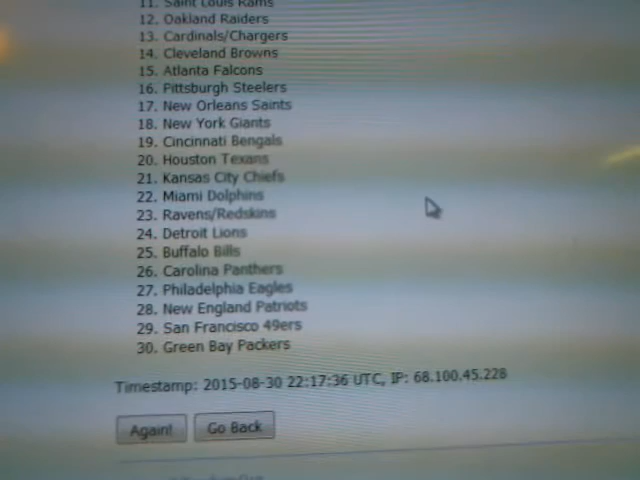 11. Saint Louis Rams
12. Oakland Raiders
13. Cardinals/Chargers
14. Cleveland Browns
15. Atlanta Falcons
16. Pittsburgh Steelers
17. New Orleans Saints
18. New York Giants
19. Cincinnati Bengals
20. Houston Texans
21. Kansas City Chiefs
22. Miami Dolphins
23. Ravens/Redskins
24. Detroit Lions
25. Buffalo Bills
26. Carolina Panthers
27. Philadelphia Eagles
28. New England Patriots
29. San Francisco 49ers
30. Green Bay Packers
Timestamp: 2015-08-30 22:17:36 UTC, IP: 68.100.45.228
Again! Go Back